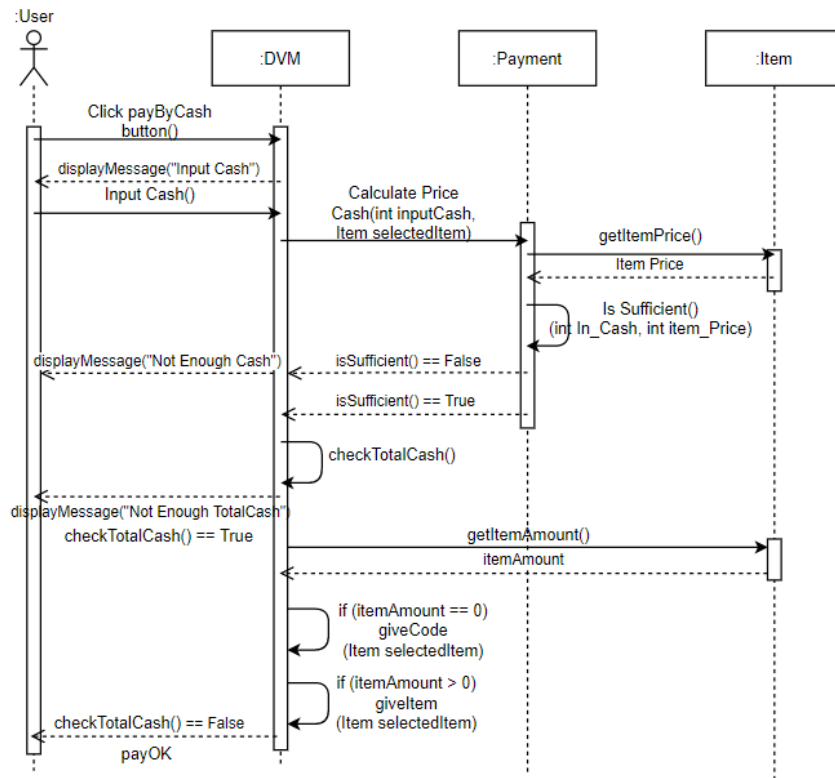 :User
:DVM
:Payment
:Item
Click payByCash
button()
displayMessage("Input Cash")
Input Cash()
Calculate Price
Cash(int inputCash,
Item selectedItem)
getItemPrice()
Item Price
Is Sufficient()
(int In_Cash, int item_Price)
displayMessage("Not Enough Cash")
isSufficient() == False
isSufficient() == True
checkTotalCash()
displayMessage("Not Enough TotalCash")
checkTotalCash() == True
getItemAmount()
itemAmount
if (itemAmount == 0)
giveCode
(Item selectedItem)
if (itemAmount > 0)
giveItem
(Item selectedItem)
checkTotalCash() == False
payOK